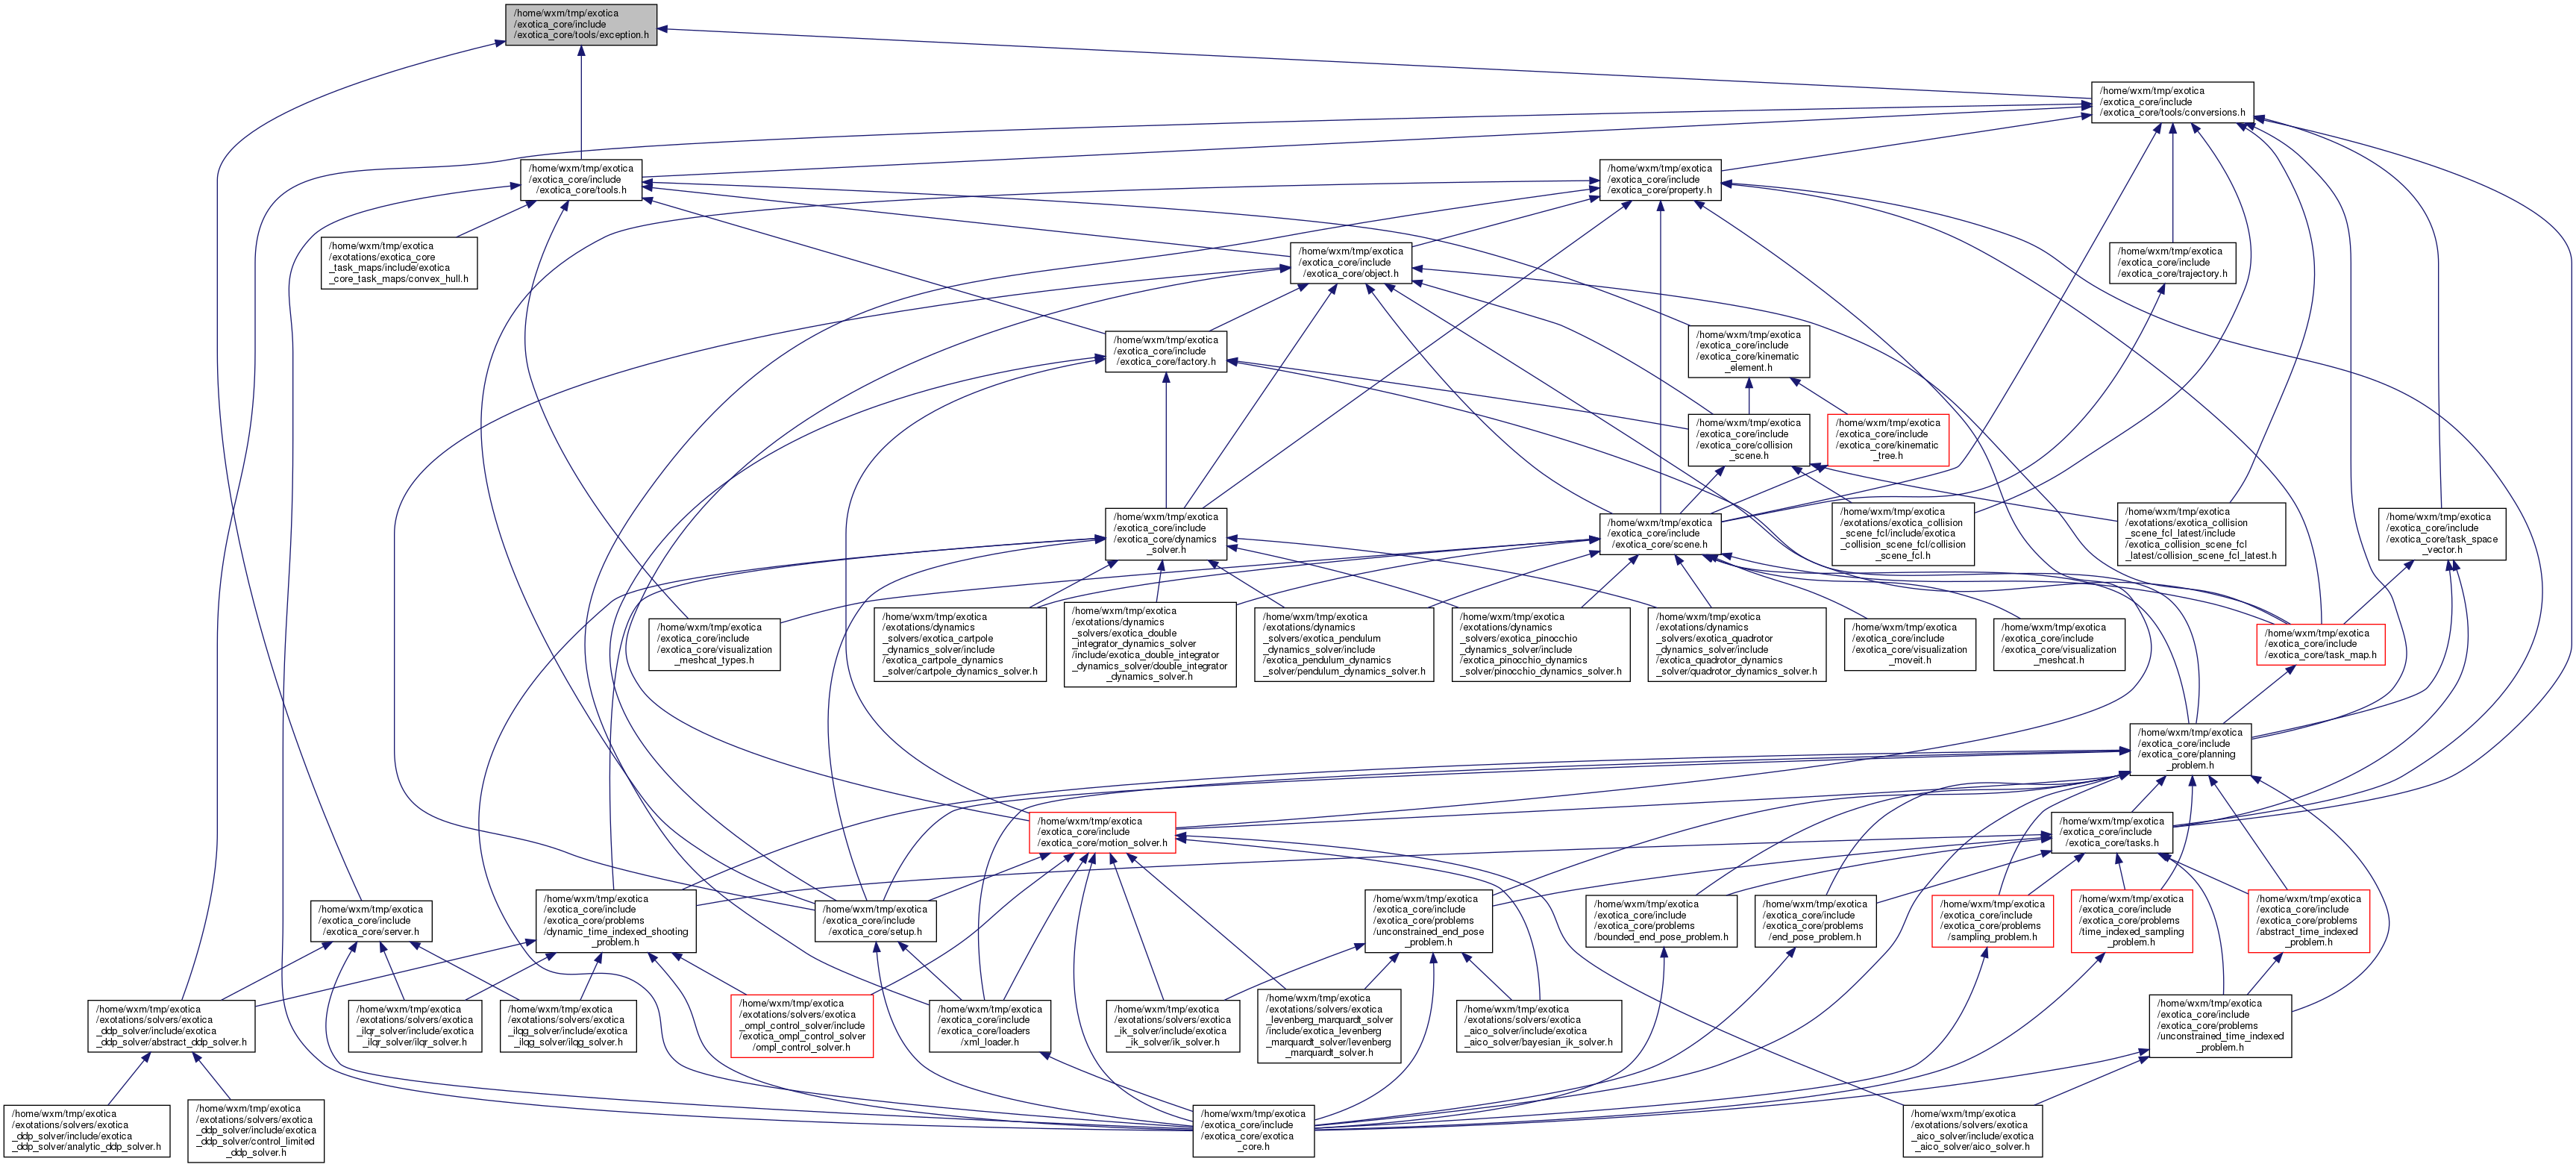 /home/wxm/tmp/exotica
/exotica_core/include
/exotica_core/tools/exception.h
/home/wxm/tmp/exotica
/exotica_core/include
/exotica_core/tools/conversions.h
/home/wxm/tmp/exotica
/exotica_core/include
/exotica_core/tools.h
/home/wxm/tmp/exotica
/exotica_core/include
/exotica_core/property.h
/home/wxm/tmp/exotica
/exotations/exotica_core
_task_maps/include/exotica
_core_task_maps/convex_hull.h
/home/wxm/tmp/exotica
/exotica_core/include
/exotica_core/object.h
/home/wxm/tmp/exotica
/exotica_core/include
/exotica_core/trajectory.h
/home/wxm/tmp/exotica
/exotica_core/include
/exotica_core/factory.h
/home/wxm/tmp/exotica
/exotica_core/include
/exotica_core/kinematic
_element.h
/home/wxm/tmp/exotica
/exotica_core/include
/exotica_core/collision
_scene.h
/home/wxm/tmp/exotica
/exotica_core/include
/exotica_core/kinematic
_tree.h
/home/wxm/tmp/exotica
/exotica_core/include
/exotica_core/dynamics
_solver.h
/home/wxm/tmp/exotica
/exotica_core/include
/exotica_core/scene.h
/home/wxm/tmp/exotica
/exotations/exotica_collision
_scene_fcl/include/exotica
_collision_scene_fcl/collision
_scene_fcl.h
/home/wxm/tmp/exotica
/exotations/exotica_collision
_scene_fcl_latest/include
/exotica_collision_scene_fcl
_latest/collision_scene_fcl_latest.h
/home/wxm/tmp/exotica
/exotica_core/include
/exotica_core/task_space
_vector.h
/home/wxm/tmp/exotica
/exotica_core/include
/exotica_core/visualization
_meshcat_types.h
/home/wxm/tmp/exotica
/exotations/dynamics
_solvers/exotica_cartpole
_dynamics_solver/include
/exotica_cartpole_dynamics
_solver/cartpole_dynamics_solver.h
/home/wxm/tmp/exotica
/exotations/dynamics
_solvers/exotica_double
_integrator_dynamics_solver
/include/exotica_double_integrator
_dynamics_solver/double_integrator
_dynamics_solver.h
/home/wxm/tmp/exotica
/exotations/dynamics
_solvers/exotica_pendulum
_dynamics_solver/include
/exotica_pendulum_dynamics
_solver/pendulum_dynamics_solver.h
/home/wxm/tmp/exotica
/exotations/dynamics
_solvers/exotica_pinocchio
_dynamics_solver/include
/exotica_pinocchio_dynamics
_solver/pinocchio_dynamics_solver.h
/home/wxm/tmp/exotica
/exotations/dynamics
_solvers/exotica_quadrotor
_dynamics_solver/include
/exotica_quadrotor_dynamics
_solver/quadrotor_dynamics_solver.h
/home/wxm/tmp/exotica
/exotica_core/include
/exotica_core/visualization
_moveit.h
/home/wxm/tmp/exotica
/exotica_core/include
/exotica_core/visualization
_meshcat.h
/home/wxm/tmp/exotica
/exotica_core/include
/exotica_core/task_map.h
/home/wxm/tmp/exotica
/exotica_core/include
/exotica_core/planning
_problem.h
/home/wxm/tmp/exotica
/exotica_core/include
/exotica_core/motion_solver.h
/home/wxm/tmp/exotica
/exotica_core/include
/exotica_core/tasks.h
/home/wxm/tmp/exotica
/exotica_core/include
/exotica_core/server.h
/home/wxm/tmp/exotica
/exotica_core/include
/exotica_core/problems
/dynamic_time_indexed_shooting
_problem.h
/home/wxm/tmp/exotica
/exotica_core/include
/exotica_core/setup.h
/home/wxm/tmp/exotica
/exotica_core/include
/exotica_core/problems
/unconstrained_end_pose
_problem.h
/home/wxm/tmp/exotica
/exotica_core/include
/exotica_core/problems
/bounded_end_pose_problem.h
/home/wxm/tmp/exotica
/exotica_core/include
/exotica_core/problems
/end_pose_problem.h
/home/wxm/tmp/exotica
/exotica_core/include
/exotica_core/problems
/sampling_problem.h
/home/wxm/tmp/exotica
/exotica_core/include
/exotica_core/problems
/time_indexed_sampling
_problem.h
/home/wxm/tmp/exotica
/exotica_core/include
/exotica_core/problems
/abstract_time_indexed
_problem.h
/home/wxm/tmp/exotica
/exotations/solvers/exotica
_ddp_solver/include/exotica
_ddp_solver/abstract_ddp_solver.h
/home/wxm/tmp/exotica
/exotations/solvers/exotica
_ilqr_solver/include/exotica
_ilqr_solver/ilqr_solver.h
/home/wxm/tmp/exotica
/exotations/solvers/exotica
_ilqg_solver/include/exotica
_ilqg_solver/ilqg_solver.h
/home/wxm/tmp/exotica
/exotations/solvers/exotica
_ompl_control_solver/include
/exotica_ompl_control_solver
/ompl_control_solver.h
/home/wxm/tmp/exotica
/exotica_core/include
/exotica_core/loaders
/xml_loader.h
/home/wxm/tmp/exotica
/exotations/solvers/exotica
_ik_solver/include/exotica
_ik_solver/ik_solver.h
/home/wxm/tmp/exotica
/exotations/solvers/exotica
_levenberg_marquardt_solver
/include/exotica_levenberg
_marquardt_solver/levenberg
_marquardt_solver.h
/home/wxm/tmp/exotica
/exotations/solvers/exotica
_aico_solver/include/exotica
_aico_solver/bayesian_ik_solver.h
/home/wxm/tmp/exotica
/exotica_core/include
/exotica_core/problems
/unconstrained_time_indexed
_problem.h
/home/wxm/tmp/exotica
/exotations/solvers/exotica
_ddp_solver/include/exotica
_ddp_solver/analytic_ddp_solver.h
/home/wxm/tmp/exotica
/exotations/solvers/exotica
_ddp_solver/include/exotica
_ddp_solver/control_limited
_ddp_solver.h
/home/wxm/tmp/exotica
/exotica_core/include
/exotica_core/exotica
_core.h
/home/wxm/tmp/exotica
/exotations/solvers/exotica
_aico_solver/include/exotica
_aico_solver/aico_solver.h